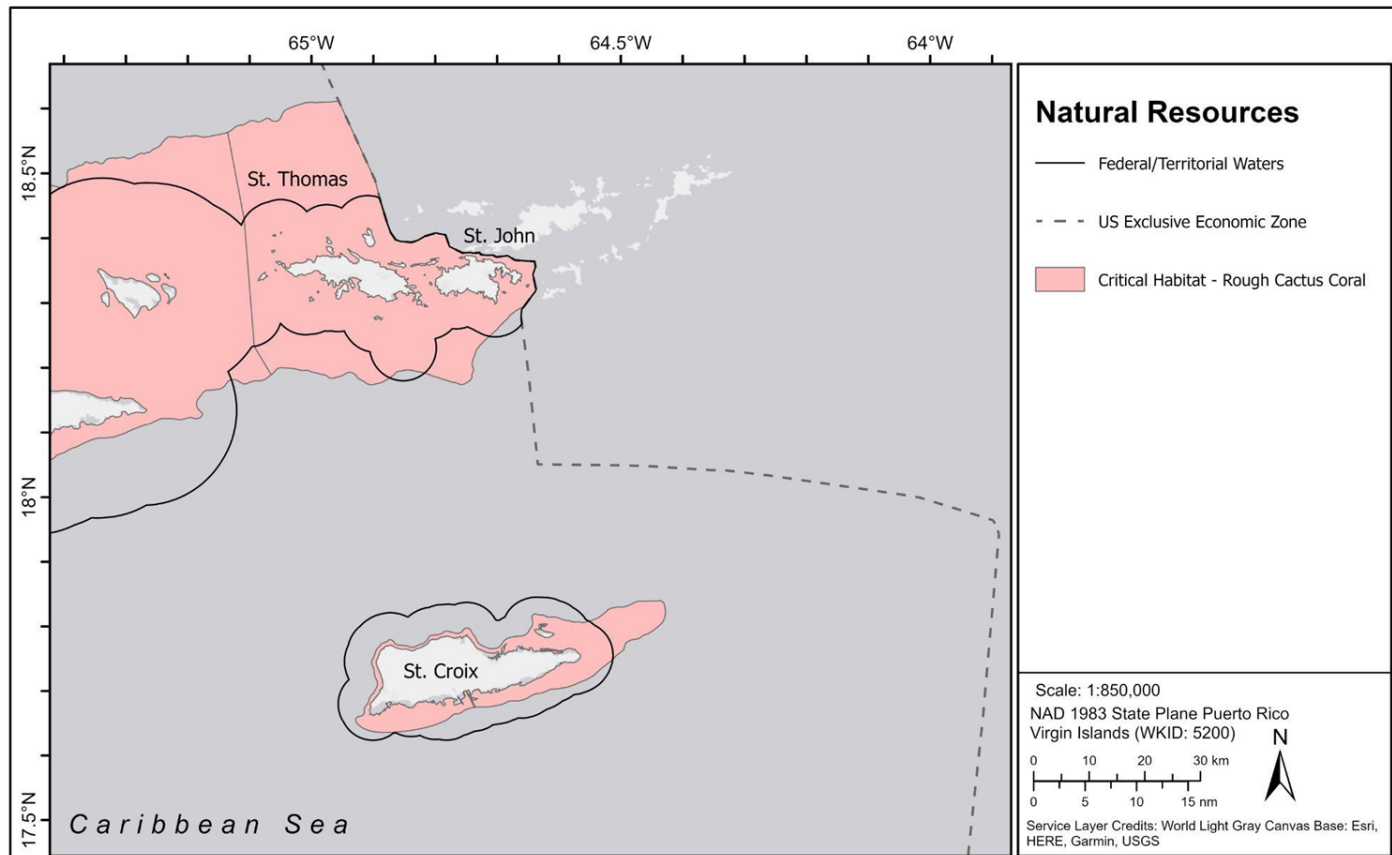 65°W
64.5°W
64°W
18.5°N
18°N
17.5°N
St. Thomas
St. John
St. Croix
Caribbean Sea
Natural Resources
Federal/Territorial Waters
US Exclusive Economic Zone
Critical Habitat - Rough Cactus Coral
Scale: 1:850,000
NAD 1983 State Plane Puerto Rico
Virgin Islands (WKID: 5200)
N
0 10 20 30 km
0 5 10 15 nm
Service Layer Credits: World Light Gray Canvas Base: Esri,
HERE, Garmin, USGS